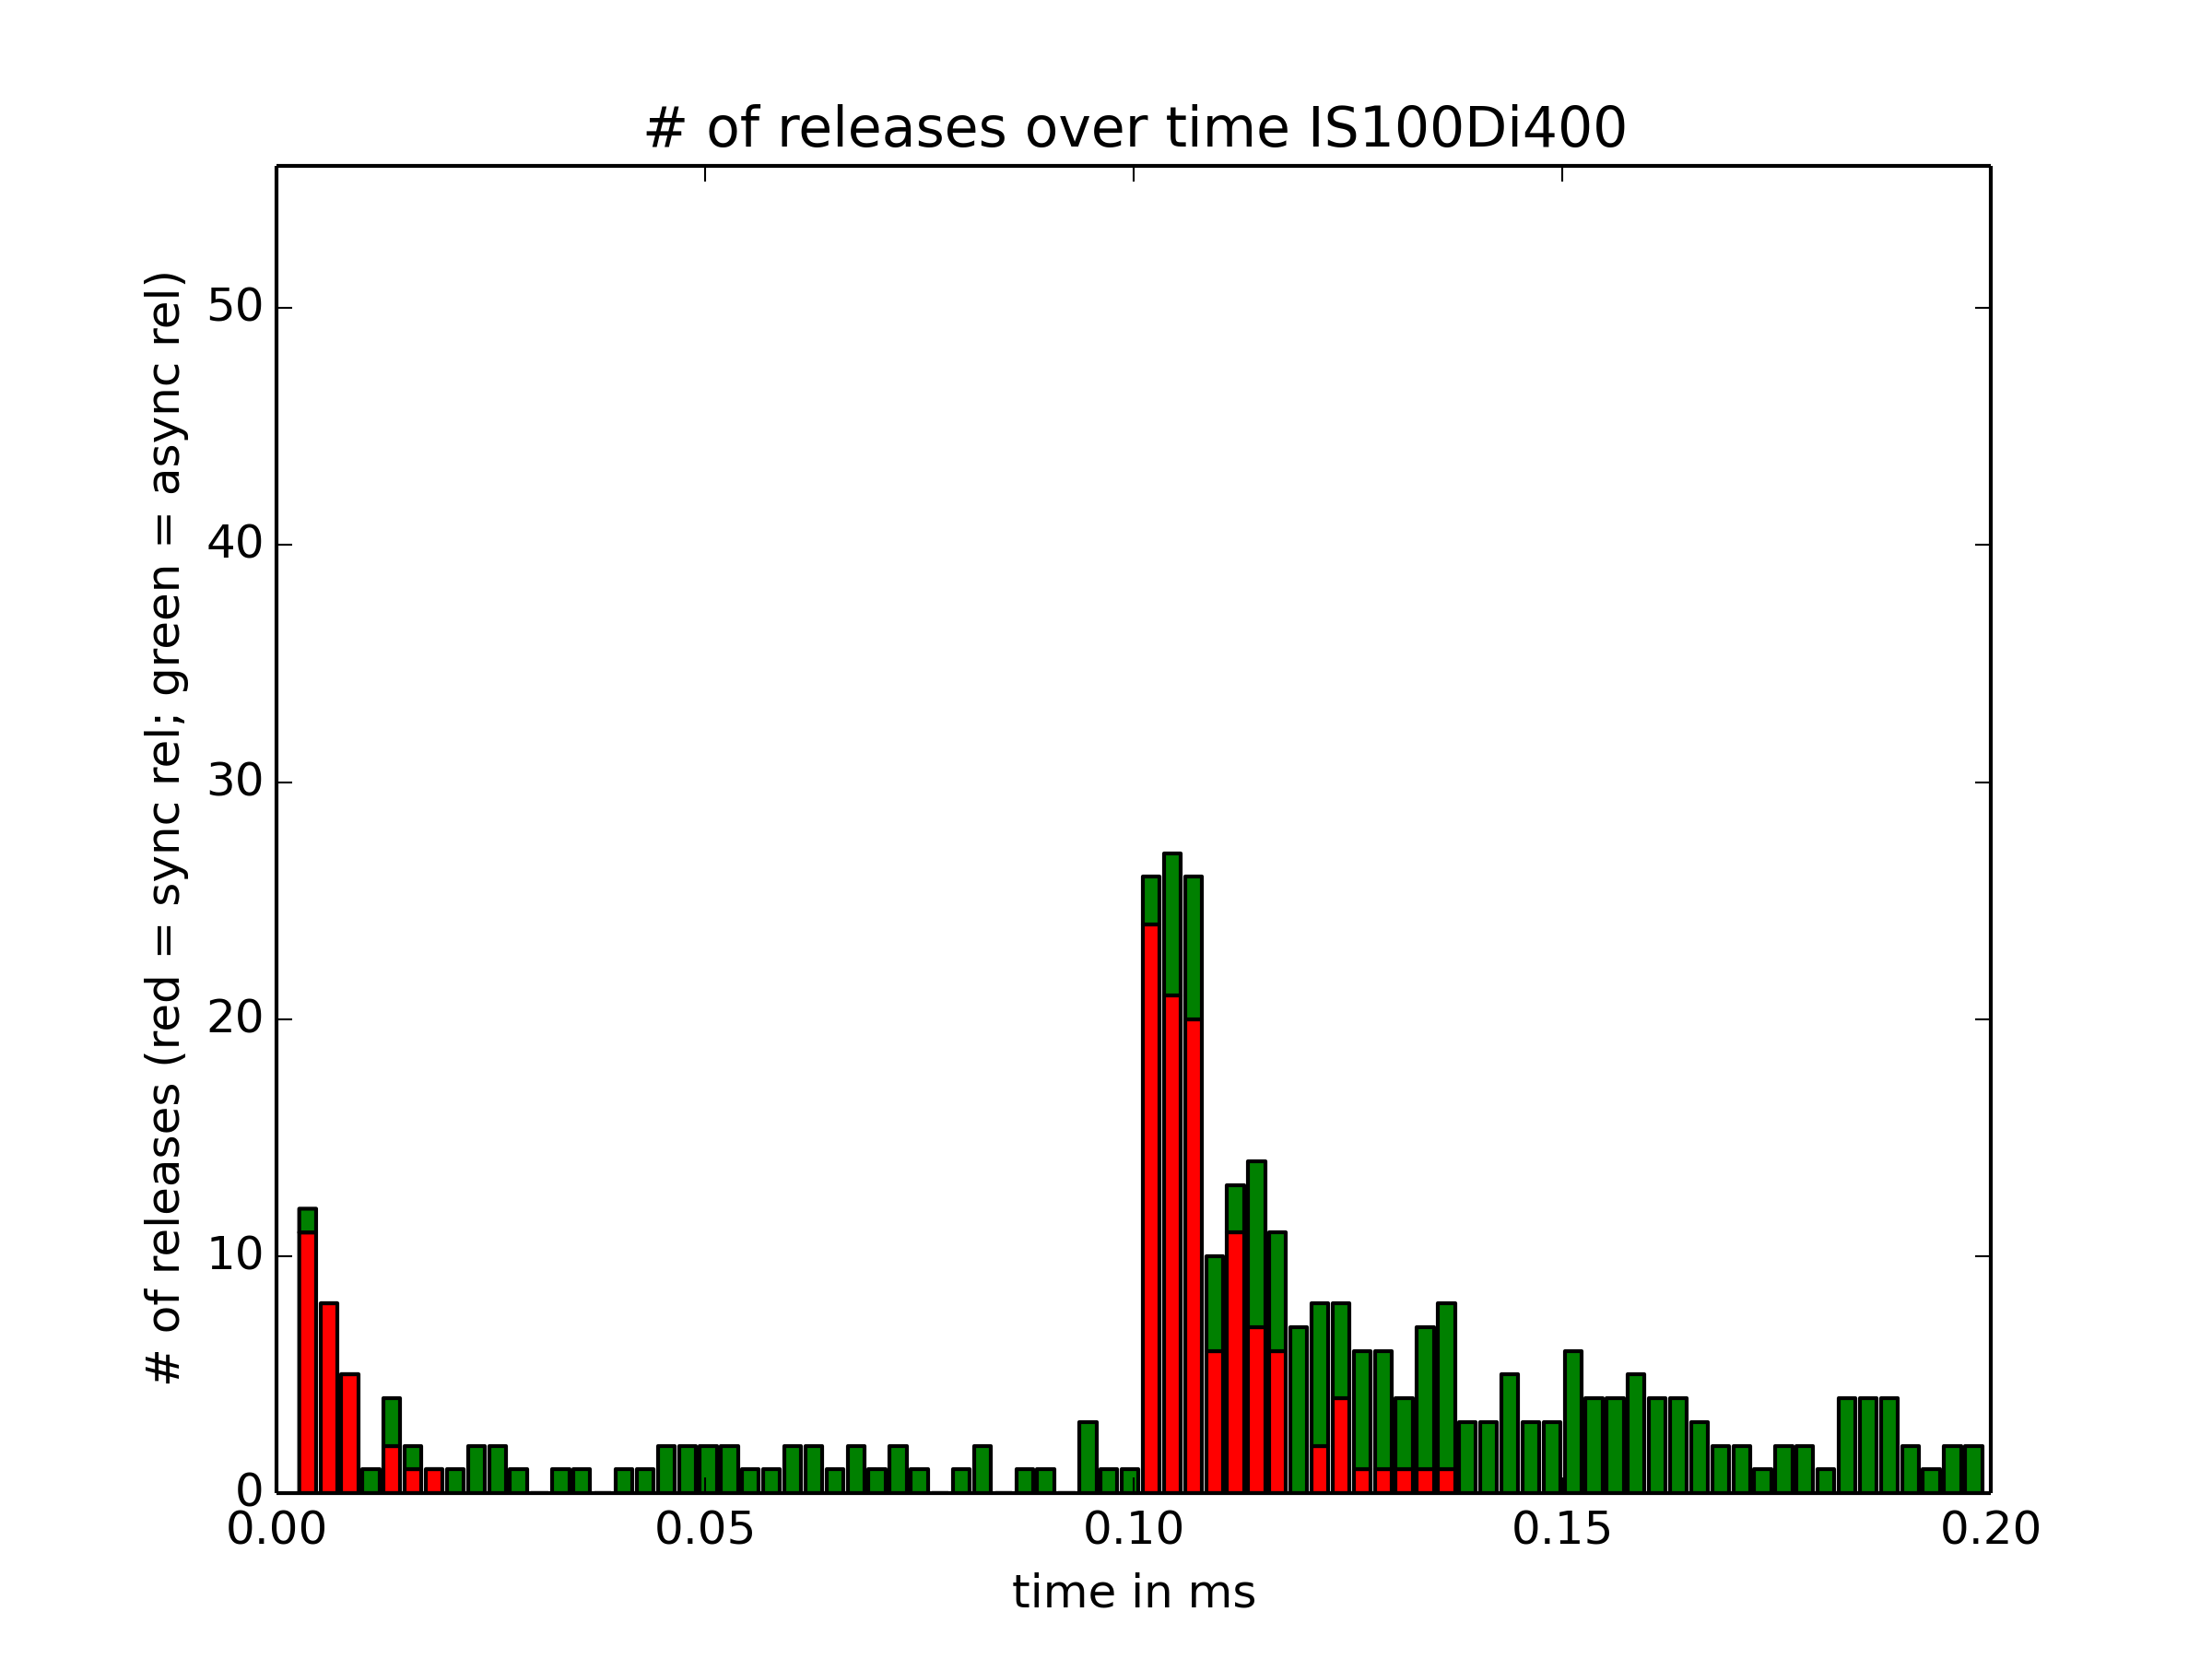 # of releases over time IS100Di400
# of releases (red = sync rel; green = async rel)
50
40
30
20
10
0
0.00 0.05 0.10 0.15 0.20
time in ms